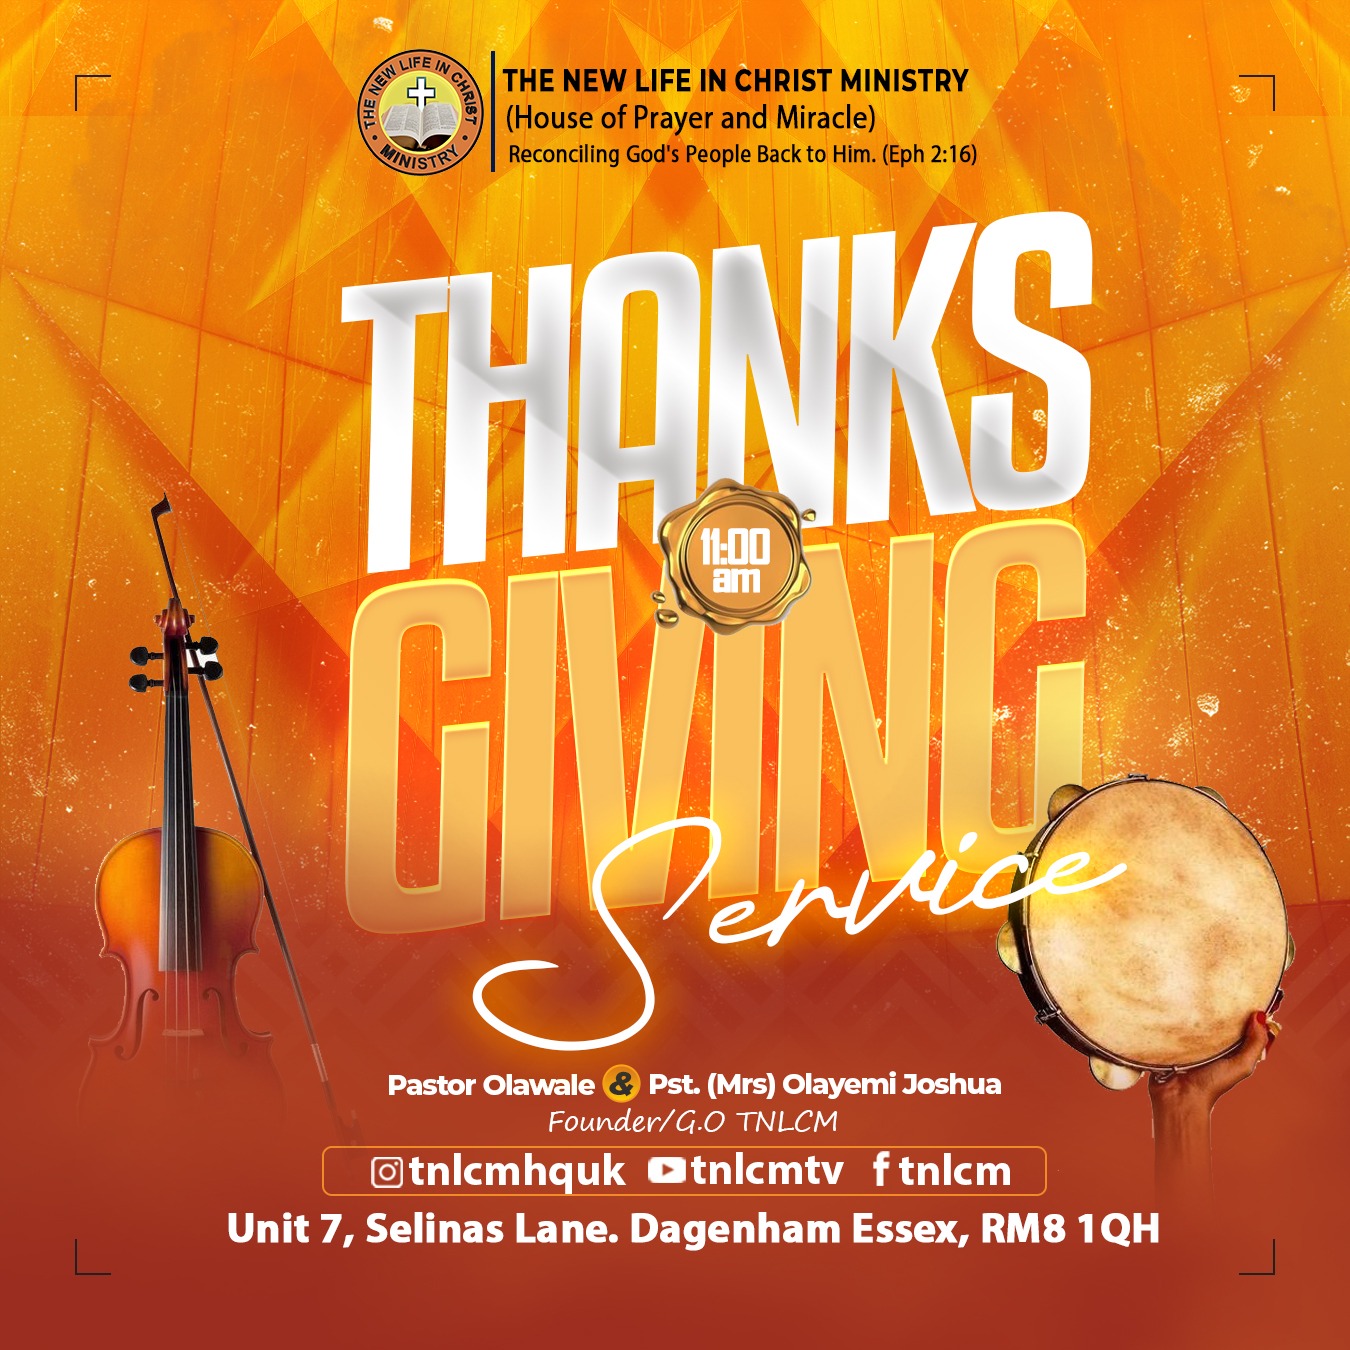 THE NEW LIFE IN CHRIST
MINISTRY
THE NEW LIFE IN CHRIST MINISTRY
(House of Prayer and Miracle)
Reconciling God's People Back to Him. (Eph 2:16)
THANKS
11:00
am
GIVING
Service
Pastor Olawale & Pst. (Mrs) Olayemi Joshua
Founder/G.O TNLCM
tnlcmhquk tnlcmtv f tnlcm
Unit 7, Selinas Lane. Dagenham Essex, RM8 1QH